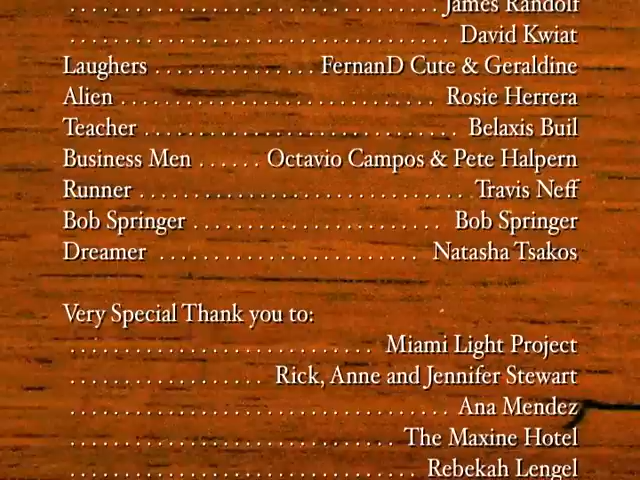 . . . . . . . . . . . . . . . . . . . . . . . . . . . . . . . . . . James Randolf
. . . . . . . . . . . . . . . . . . . . . . . . . . . . . . . . . . . David Kwiat
Laughers . . . . . . . . . . . . . . . FernanD Cute & Geraldine
Alien . . . . . . . . . . . . . . . . . . . . . . . . . . . . . Rosie Herrera
Teacher . . . . . . . . . . . . . . . . . . . . . . . . . . . . . Belaxis Buil
Business Men . . . . . . Octavio Campos & Pete Halpern
Runner . . . . . . . . . . . . . . . . . . . . . . . . . . . . . . . Travis Neff
Bob Springer . . . . . . . . . . . . . . . . . . . . . . . Bob Springer
Dreamer . . . . . . . . . . . . . . . . . . . . . . . . Natasha Tsakos
Very Special Thank you to:
. . . . . . . . . . . . . . . . . . . . . . . . . . . . Miami Light Project
. . . . . . . . . . . . . . . . . . Rick, Anne and Jennifer Stewart
. . . . . . . . . . . . . . . . . . . . . . . . . . . . . . . . . . . Ana Mendez
. . . . . . . . . . . . . . . . . . . . . . . . . . . . . . The Maxine Hotel
. . . . . . . . . . . . . . . . . . . . . . . . . . . . . . . . Rebekah Lengel